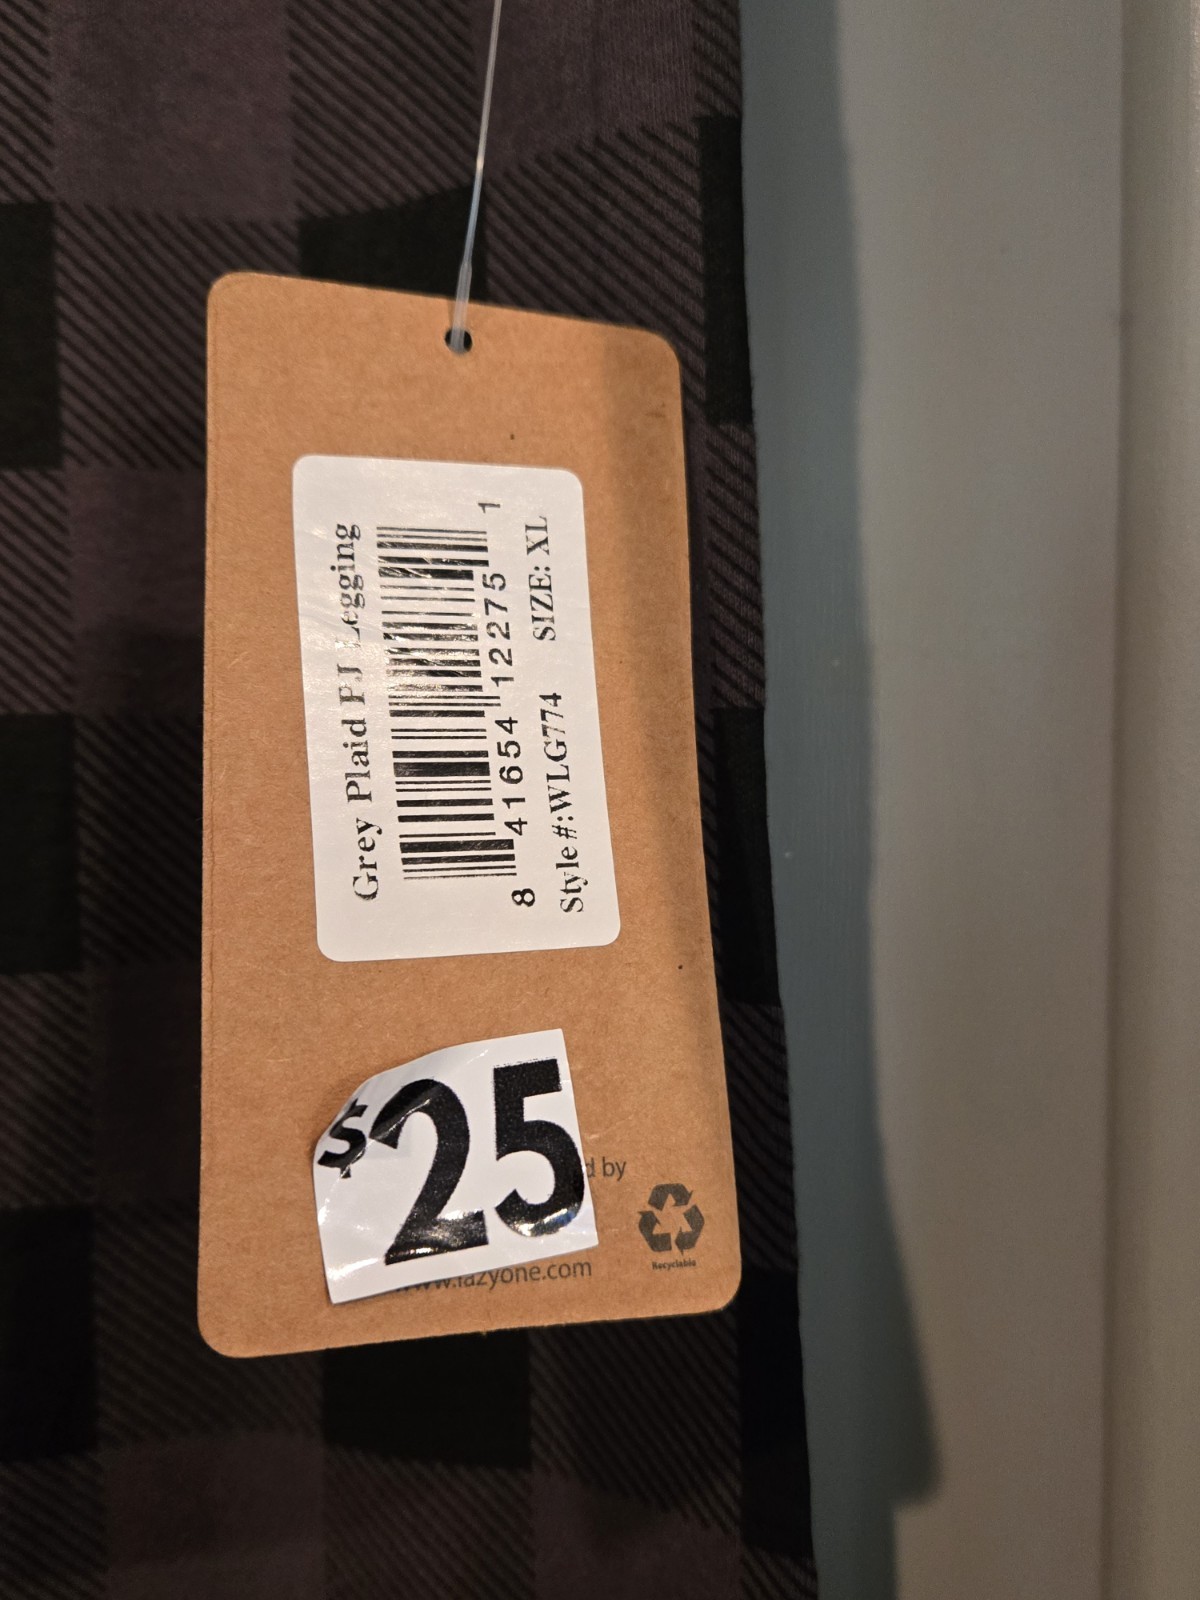 Grey Plaid PJ Legging
8 41654 12275 1
Style#:WLG774 SIZE: XL
$25
by
www.lazyone.com
Recyclable